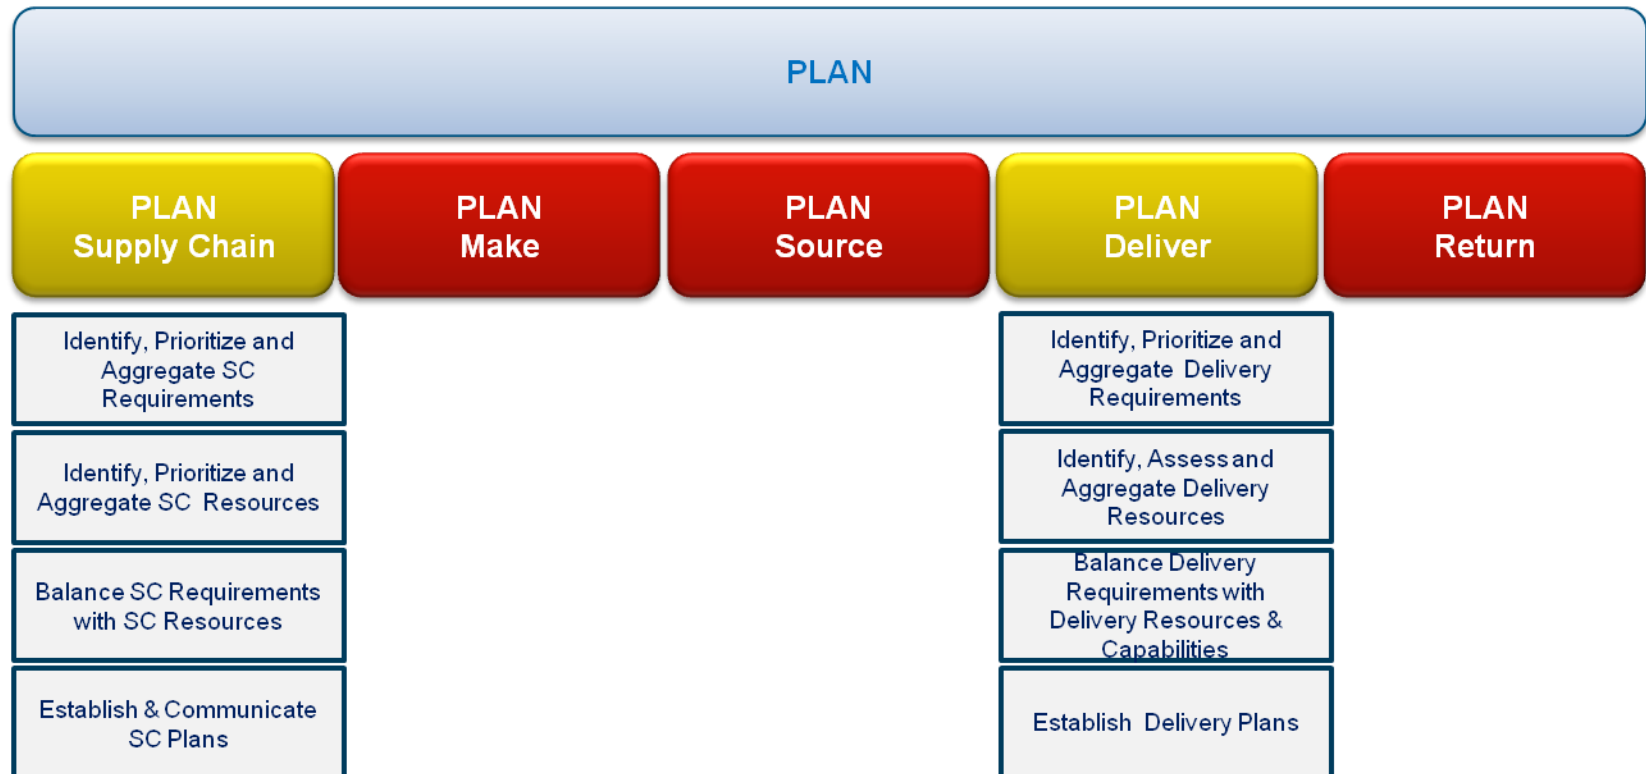 PLAN
PLAN
Supply Chain
PLAN
Make
PLAN
Source
PLAN
Deliver
PLAN
Return
Identify, Prioritize and
Aggregate SC
Requirements
Identify, Prioritize and
Aggregate SC Resources
Balance SC Requirements
with SC Resources
Establish & Communicate
SC Plans
Identify, Prioritize and
Aggregate Delivery
Requirements
Identify, Assess and
Aggregate Delivery
Resources
Balance Delivery
Requirements with
Delivery Resources &
Capabilities
Establish Delivery Plans